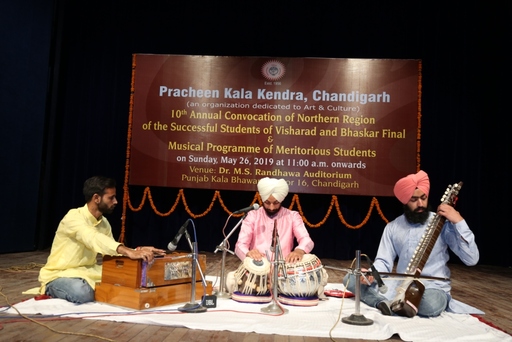 Pracheen Kala Kendra, Chandigarh
(an organization dedicated to Art & Culture)
10th Annual Convocation of Northern Region
of the Successful Students of Visharad and Bhaskar Final
&
Musical Programme of Meritorious Students
on Sunday, May 26, 2019 at 11:00 a.m. onwards
Venue: Dr. M.S. Randhawa Auditorium
Punjab Kala Bhawa or 16, Chandigarh